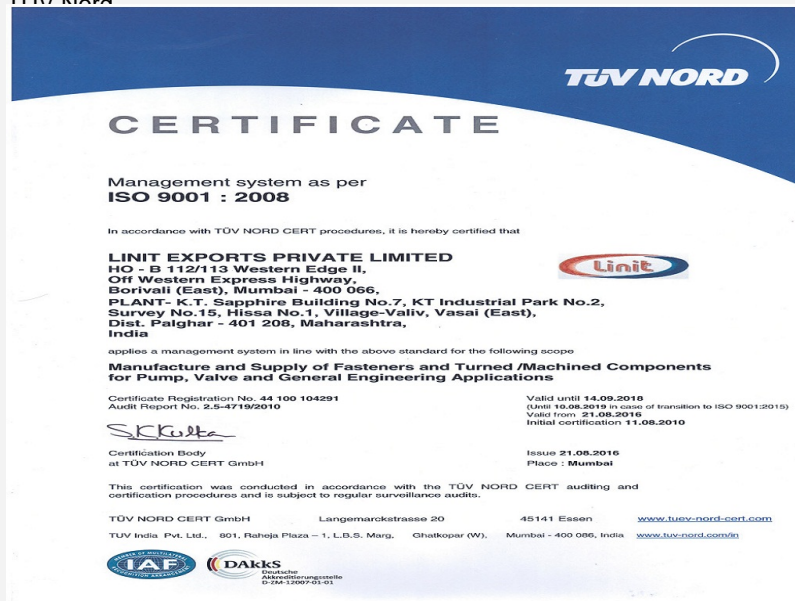 TÜV NORD
CERTIFICATE
Management system as per
ISO 9001 : 2008
In accordance with TÜV NORD CERT procedures, it is hereby certified that
LINIT EXPORTS PRIVATE LIMITED
HO - B 112/113 Western Edge II,
Off Western Express Highway,
Borivali (East), Mumbai - 400 066,
PLANT- K.T. Sapphire Building No.7, KT Industrial Park No.2,
Survey No.15, Hissa No.1, Village-Valiv, Vasai (East),
Dist. Palghar - 401 208, Maharashtra,
India
Linit
applies a management system in line with the above standard for the following scope
Manufacture and Supply of Fasteners and Turned /Machined Components
for Pump, Valve and General Engineering Applications
Certificate Registration No. 44 100 104291
Audit Report No. 2.5-4719/2010
Valid until 14.09.2018
(Until 10.08.2019 in case of transition to ISO 9001:2015)
Valid from 21.08.2016
Initial certification 11.08.2010
Certification Body
at TÜV NORD CERT GmbH
Issue 21.08.2016
Place : Mumbai
This certification was conducted in accordance with the TÜV NORD CERT auditing and
certification procedures and is subject to regular surveillance audits.
TÜV NORD CERT GmbH Langemarckstrasse 20 45141 Essen www.tuev-nord-cert.com
TUV India Pvt. Ltd., 801, Raheja Plaza – 1, L.B.S. Marg, Ghatkopar (W), Mumbai - 400 086, India www.tuv-nord.com/in
MEMBER OF MULTILATERAL
IAF
RECOGNITION ARRANGEMENT
DAkkS
Deutsche
Akkreditierungsstelle
D-ZM-12007-01-01